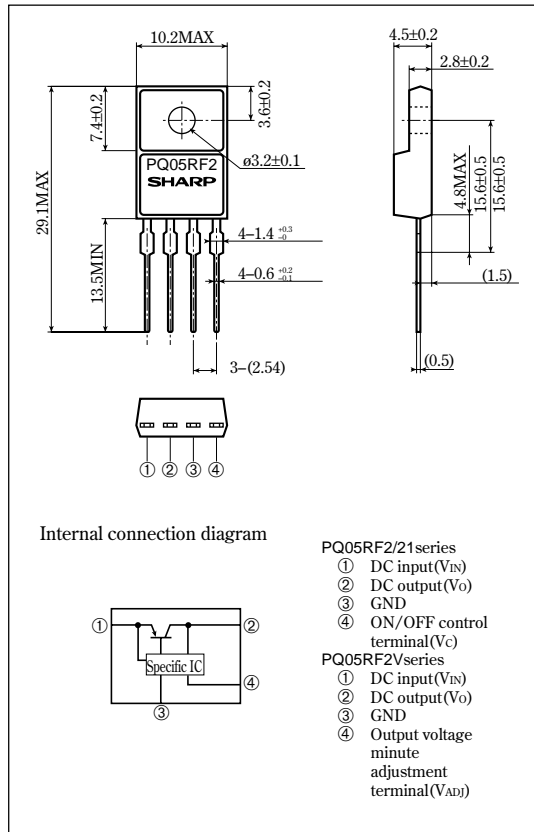 10.2MAX
4.5±0.2
2.8±0.2
7.4±0.2
3.6±0.2
29.1MAX
PQ05RF2
SHARP
ø3.2±0.1
4.8MAX
15.6±0.5
15.6±0.5
13.5MIN
4–1.4 +0.3 –0
4–0.6 +0.2 –0.1
(1.5)
3–(2.54)
(0.5)
① ② ③ ④
Internal connection diagram
① ②
Specific IC
④
③
PQ05RF2/21series
① DC input(VIN)
② DC output(VO)
③ GND
④ ON/OFF control
terminal(VC)
PQ05RF2Vseries
① DC input(VIN)
② DC output(VO)
③ GND
④ Output voltage
minute
adjustment
terminal(VADJ)